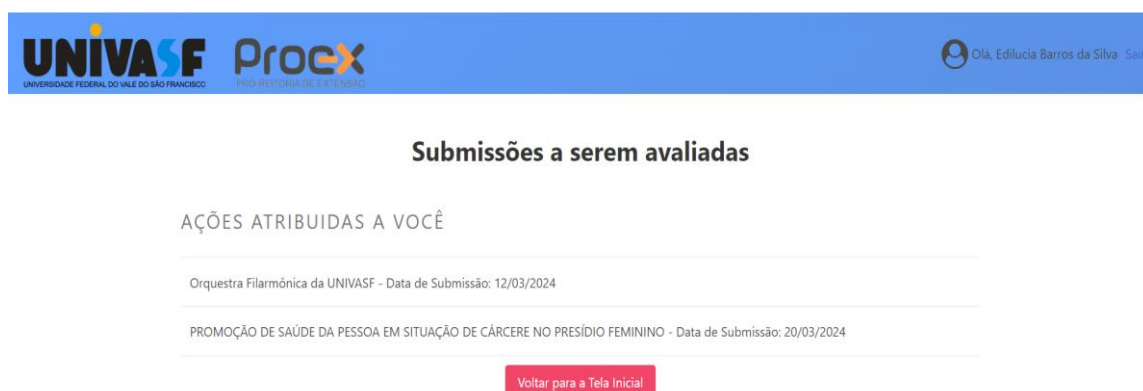 UNIVASF
UNIVERSIDADE FEDERAL DO VALE DO SÃO FRANCISCO
Proex
PRÓ-REITORIA DE EXTENSÃO
Olá, Edilucia Barros da Silva
Submissões a serem avaliadas
AÇÕES ATRIBUIDAS A VOCÊ
Orquestra Filarmônica da UNIVASF - Data de Submissão: 12/03/2024
PROMOÇÃO DE SAÚDE DA PESSOA EM SITUAÇÃO DE CÁRCERE NO PRESÍDIO FEMININO - Data de Submissão: 20/03/2024
Voltar para a Tela Inicial